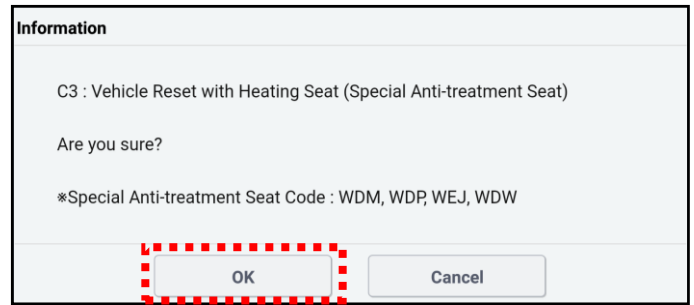 Information
C3 : Vehicle Reset with Heating Seat (Special Anti-treatment Seat)
Are you sure?
※Special Anti-treatment Seat Code : WDM, WDP, WEJ, WDW
OK
Cancel